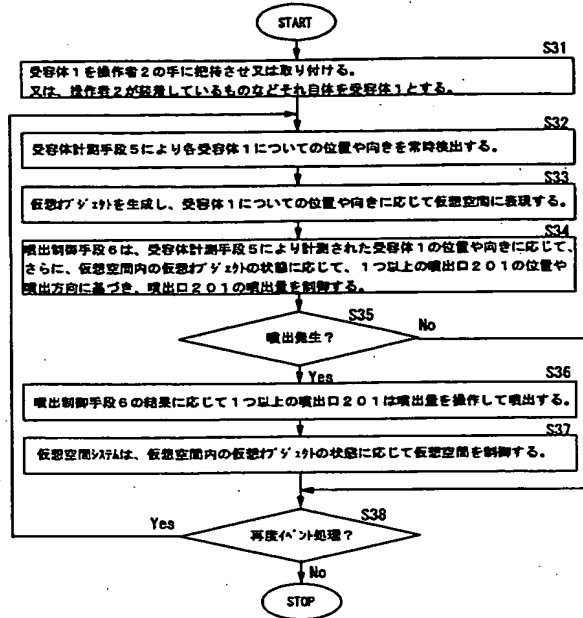 START
S31
受容体1を操作者2の手に把持させ又は取り付ける。
又は、操作者2が装着しているものなどそれ自体を受容体1とする。
S32
受容体計測手段5により各受容体1についての位置や向きを常時検出する。
S33
仮想ｵﾌﾞｼﾞｪｸﾄを生成し、受容体1についての位置や向きに応じて仮想空間に表現する。
S34
噴出制御手段6は、受容体計測手段5により計測された受容体1の位置や向きに応じて、
さらに、仮想空間内の仮想ｵﾌﾞｼﾞｪｸﾄの状態に応じて、1つ以上の噴出口201の位置や
噴出方向に基づき、噴出口201の噴出量を制御する。
S35
噴出発生？
No
Yes
S36
噴出制御手段6の結果に応じて1つ以上の噴出口201は噴出量を操作して噴出する。
S37
仮想空間ｼｽﾃﾑは、仮想空間内の仮想ｵﾌﾞｼﾞｪｸﾄの状態に応じて仮想空間を制御する。
S38
Yes
再度ｲﾍﾞﾝﾄ処理？
No
STOP